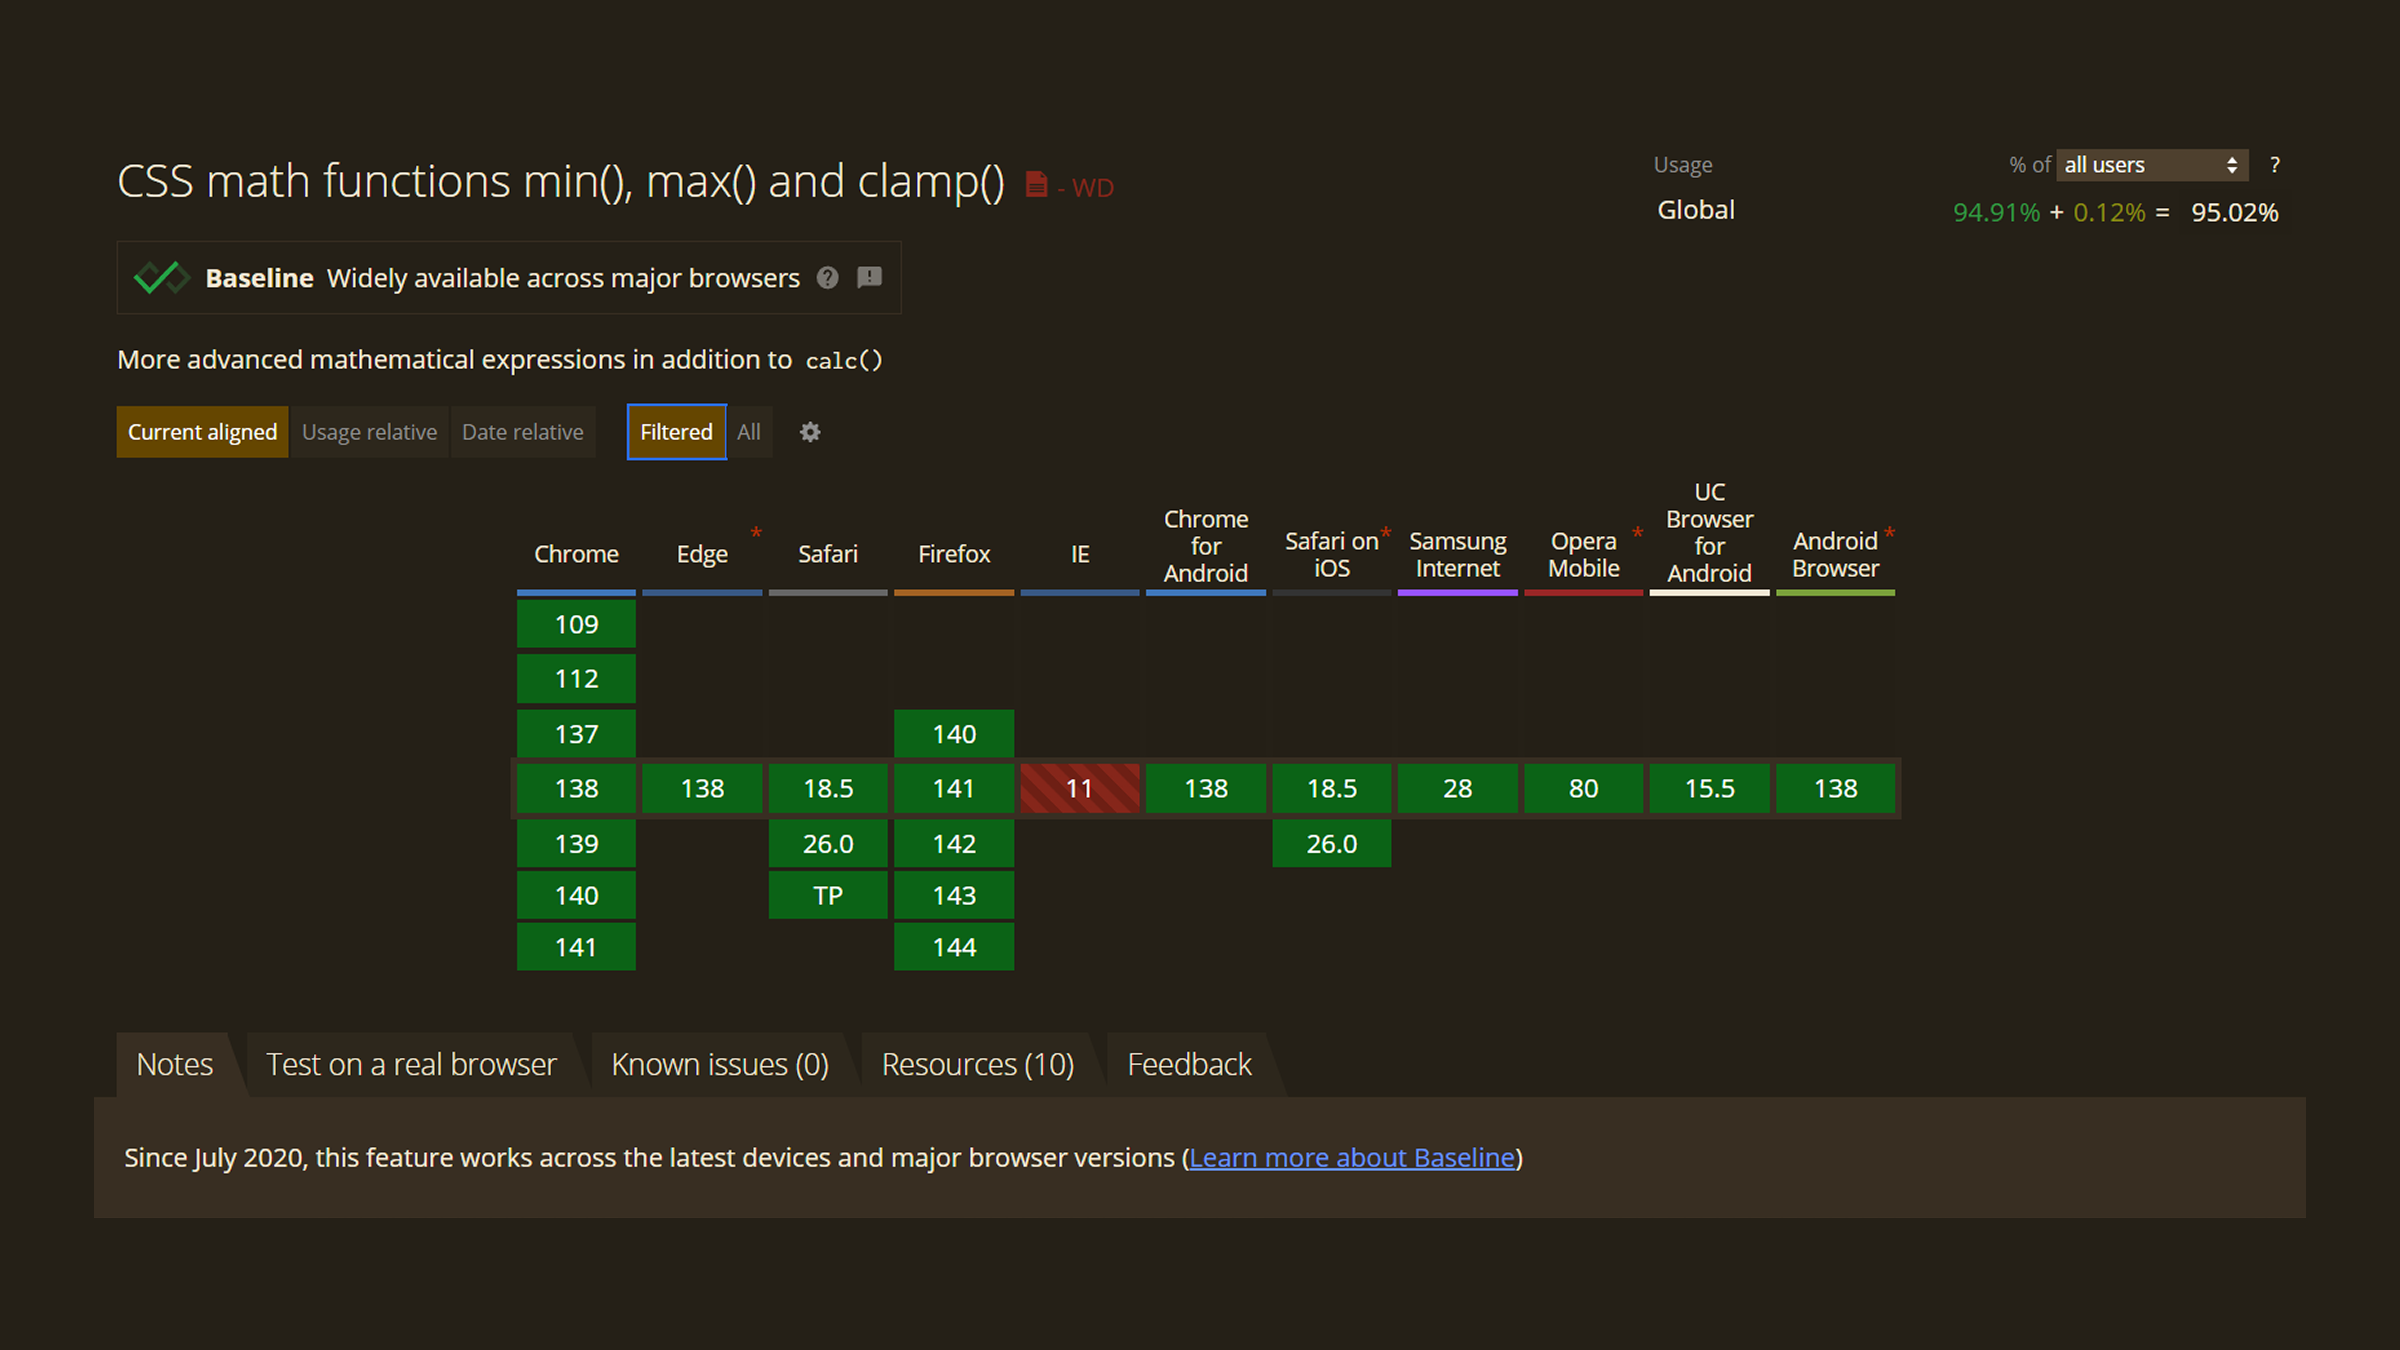 CSS math functions min(), max() and clamp() - WD
Usage % of all users ?
Global 94.91% + 0.12% = 95.02%
Baseline Widely available across major browsers
More advanced mathematical expressions in addition to calc()
Current aligned Usage relative Date relative Filtered All
Chrome
Edge *
Safari
Firefox
IE
Chrome
for
Android
Safari on *
iOS
Samsung
Internet
Opera *
Mobile
UC
Browser
for
Android
Android *
Browser
109
112
137 140
138 138 18.5 141 11 138 18.5 28 80 15.5 138
139 26.0 142 26.0
140 TP 143
141 144
Notes Test on a real browser Known issues (0) Resources (10) Feedback
Since July 2020, this feature works across the latest devices and major browser versions (Learn more about Baseline)